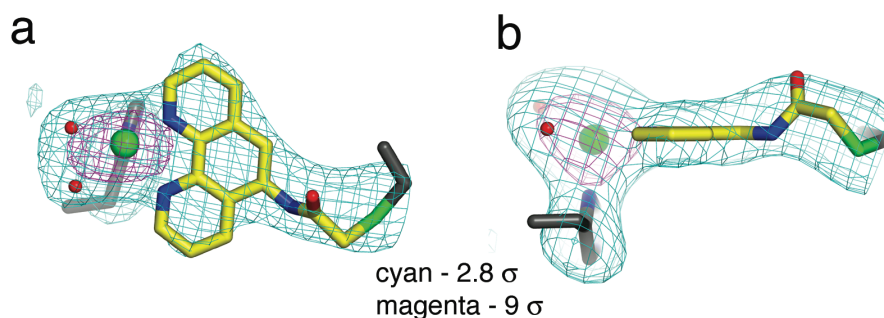 a
b
cyan - 2.8 σ
magenta - 9 σ